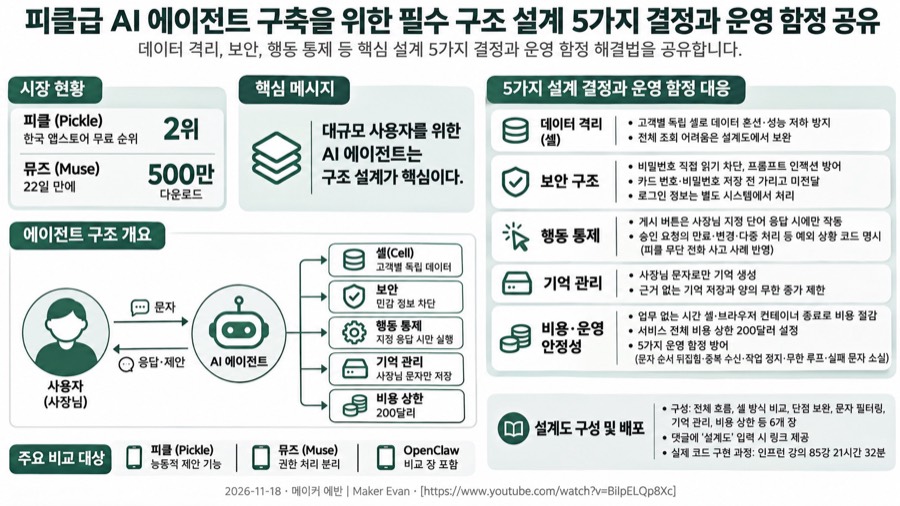 피클급 AI 에이전트 구축을 위한 필수 구조 설계 5가지 결정과 운영 함정 공유
데이터 격리, 보안, 행동 통제 등 핵심 설계 5가지 결정과 운영 함정 해결법을 공유합니다.
시장 현황
피클 (Pickle)
한국 앱스토어 무료 순위
2위
뮤즈 (Muse)
22일 만에
500만
다운로드
핵심 메시지
대규모 사용자를 위한
AI 에이전트는
구조 설계가 핵심이다.
에이전트 구조 개요
사용자
(사장님)
문자
응답·제안
AI 에이전트
셀(Cell)
고객별 독립 데이터
보안
민감 정보 차단
행동 통제
지정 응답 시만 실행
기억 관리
사장님 문자만 저장
비용 상한
200달러
주요 비교 대상
피클 (Pickle)
능동적 제안 기능
뮤즈 (Muse)
권한 처리 분리
OpenClaw
비교 장 포함
5가지 설계 결정과 운영 함정 대응
데이터 격리
(셀)
• 고객별 독립 셀로 데이터 혼선·성능 저하 방지
• 전체 조회 어려움은 설계도에서 보완
보안 구조
• 비밀번호 직접 읽기 차단, 프롬프트 인젝션 방어
• 카드 번호·비밀번호 저장 전 가리고 미전달
• 로그인 정보는 별도 시스템에서 처리
행동 통제
• 게시 버튼은 사장님 지정 단어 응답 시에만 작동
• 승인 요청의 만료·변경·다중 처리 등 예외 상황 코드 명시
(피를 무단 전화 사고 사례 반영)
기억 관리
• 사장님 문자로만 기억 생성
• 근거 없는 기억 저장과 양의 무한 증가 제한
비용·운영
안정성
• 업무 없는 시간 셀·브라우저 컨테이너 종료로 비용 절감
• 서비스 전체 비용 상한 200달러 설정
• 5가지 운영 함정 방어
(문자 순서 뒤집힘·중복 수신·작업 정지·무한 루프·실패 문자 소실)
설계도 구성 및 배포
• 구성: 전체 흐름, 셀 방식 비교, 단점 보완, 문자 필터링,
기억 관리, 비용 상한 등 6개 장
• 댓글에 '설계도' 입력 시 링크 제공
• 실제 코드 구현 과정: 인프런 강의 85강 21시간 32분
2026-11-18 · 메이커 에반 | Maker Evan · [https://www.youtube.com/watch?v=BiIpELQp8Xc]